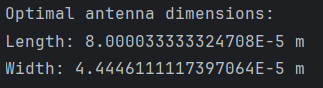 Optimal antenna dimensions:
Length: 8.000033333324708E-5 m
Width: 4.4446111117397064E-5 m